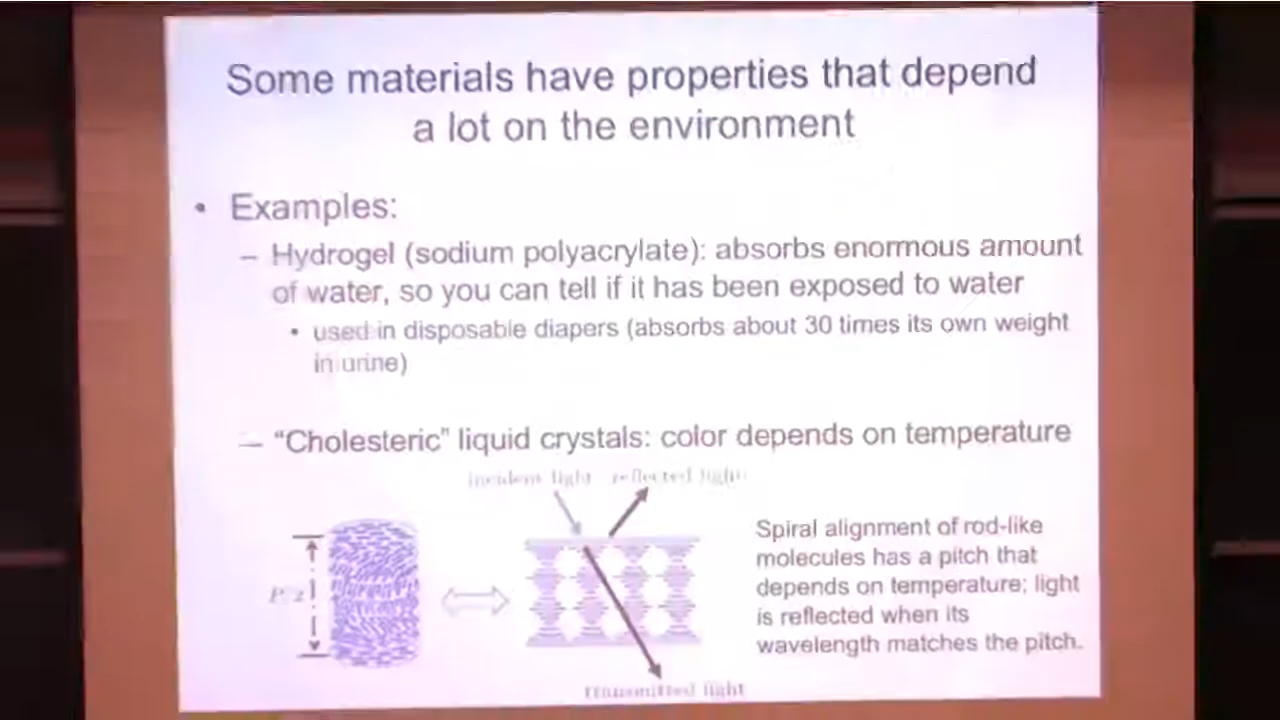 Some materials have properties that depend
a lot on the environment
• Examples:
– Hydrogel (sodium polyacrylate): absorbs enormous amount
of water, so you can tell if it has been exposed to water
• used in disposable diapers (absorbs about 30 times its own weight
in urine)
– “Cholesteric” liquid crystals: color depends on temperature
incident light reflected light
Spiral alignment of rod-like
molecules has a pitch that
depends on temperature; light
is reflected when its
wavelength matches the pitch.
transmitted light